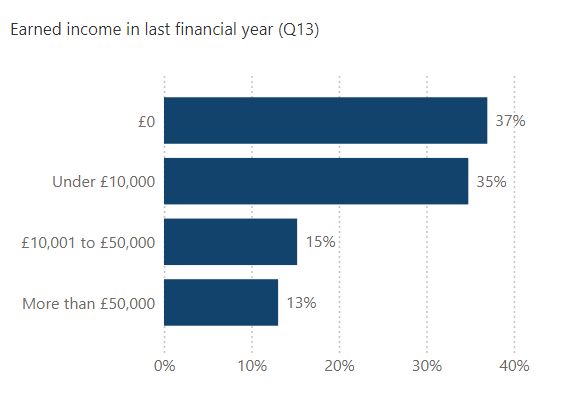 Earned income in last financial year (Q13)
£0 37%
Under £10,000 35%
£10,001 to £50,000 15%
More than £50,000 13%
0% 10% 20% 30% 40%